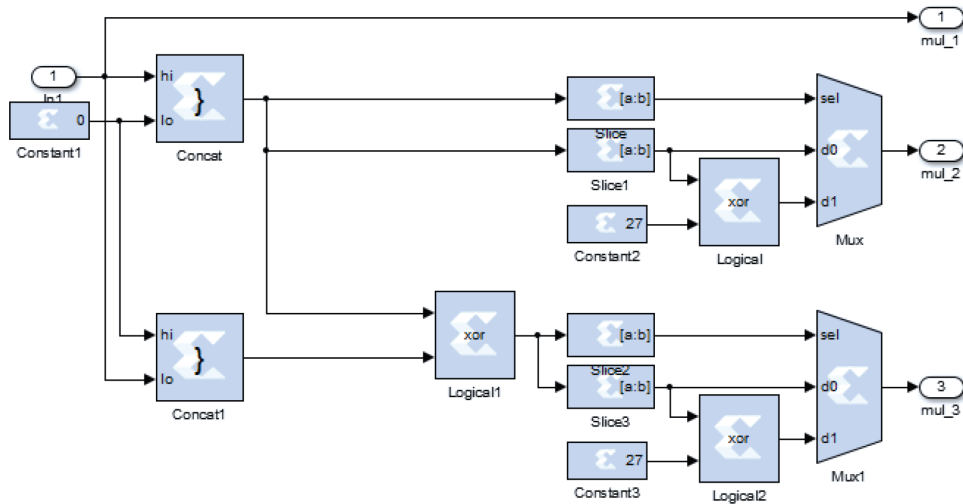 1
mul_1
1
In1
hi
lo
}
Concat
0
Constant1
[a:b]
Slice
[a:b]
Slice1
27
Constant2
xor
Logical
sel
d0
d1
Mux
2
mul_2
hi
lo
}
Concat1
xor
Logical1
[a:b]
Slice2
[a:b]
Slice3
27
Constant3
xor
Logical2
sel
d0
d1
Mux1
3
mul_3